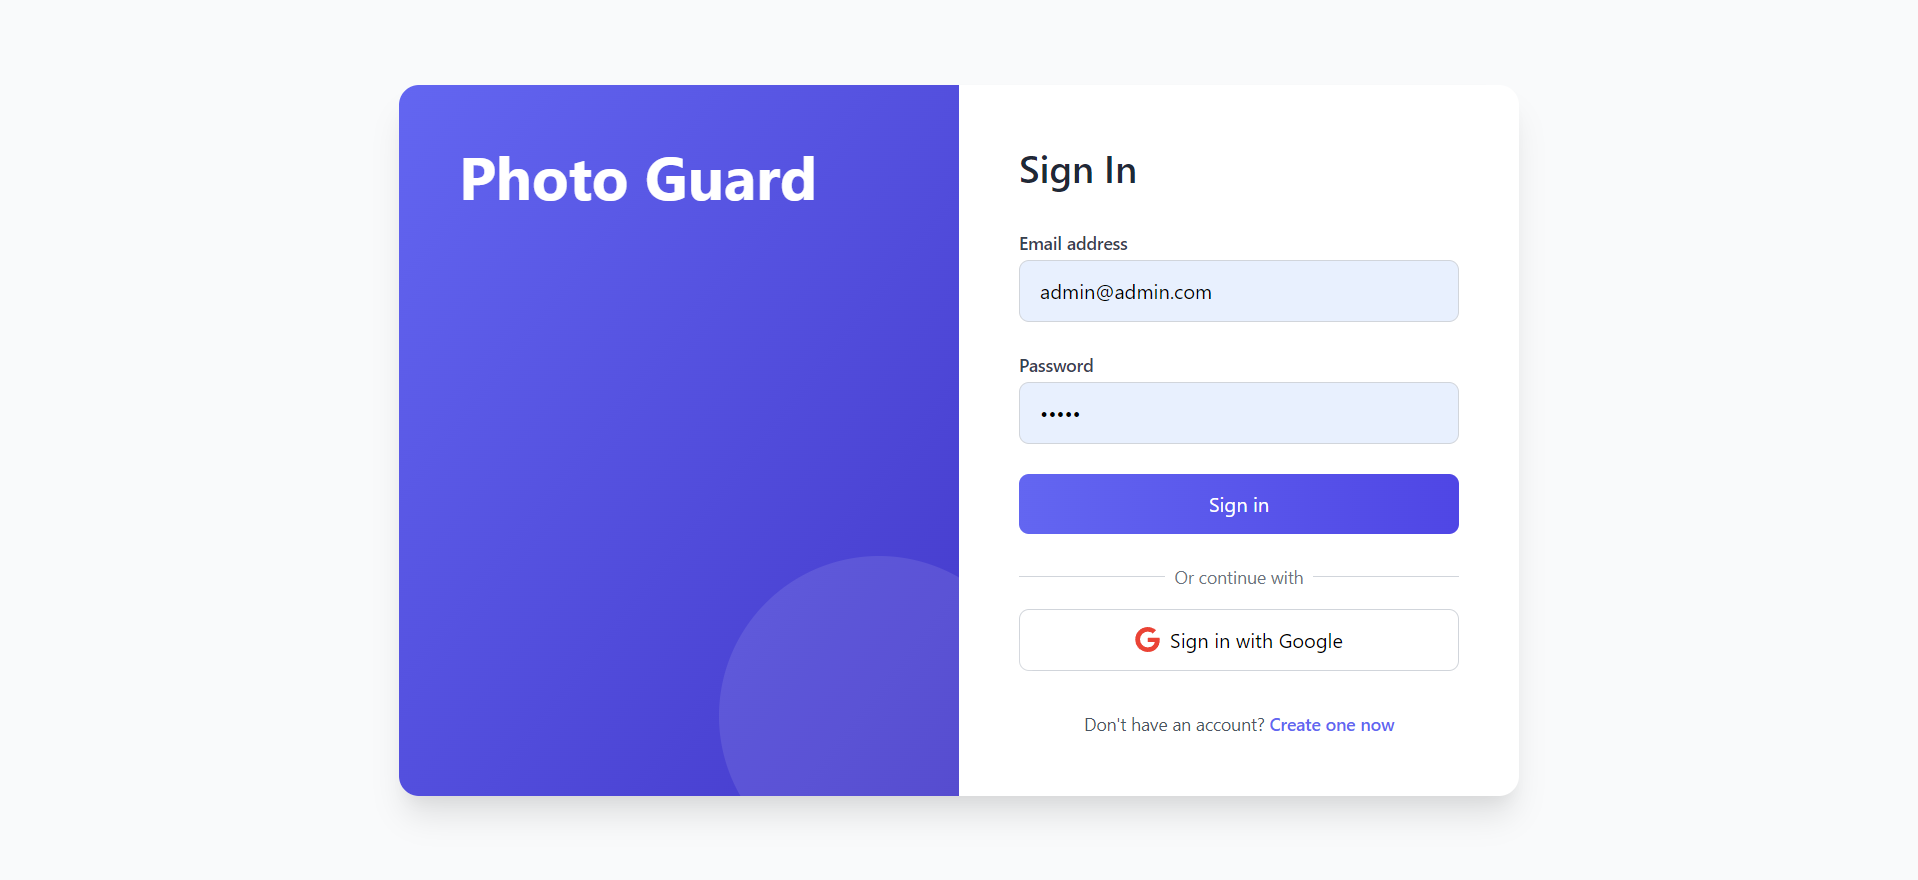 Photo Guard
Sign In
Email address
admin@admin.com
Password
•••••
Sign in
Or continue with
Sign in with Google
Don't have an account? Create one now